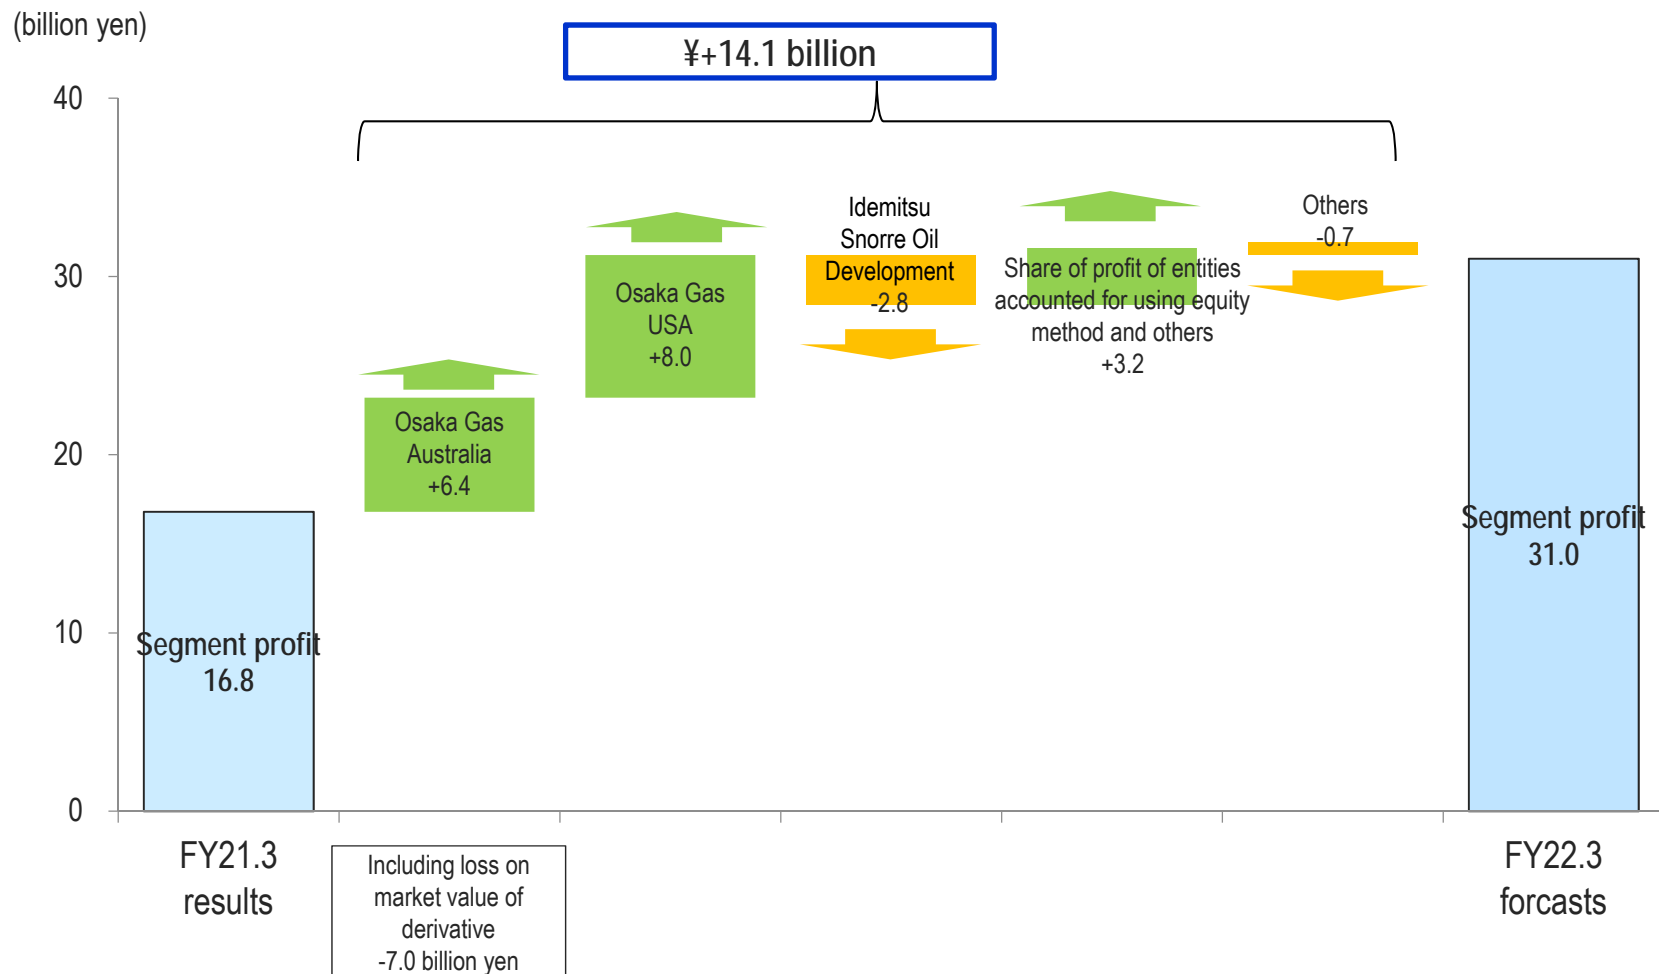 (billion yen)
¥+14.1 billion
40
30
20
10
0
Segment profit
16.8
Osaka Gas
Australia
+6.4
Osaka Gas
USA
+8.0
Idemitsu
Snorre Oil
Development
-2.8
Share of profit of entities
accounted for using equity
method and others
+3.2
Others
-0.7
Segment profit
31.0
FY21.3
results
Including loss on
market value of
derivative
-7.0 billion yen
FY22.3
forcasts